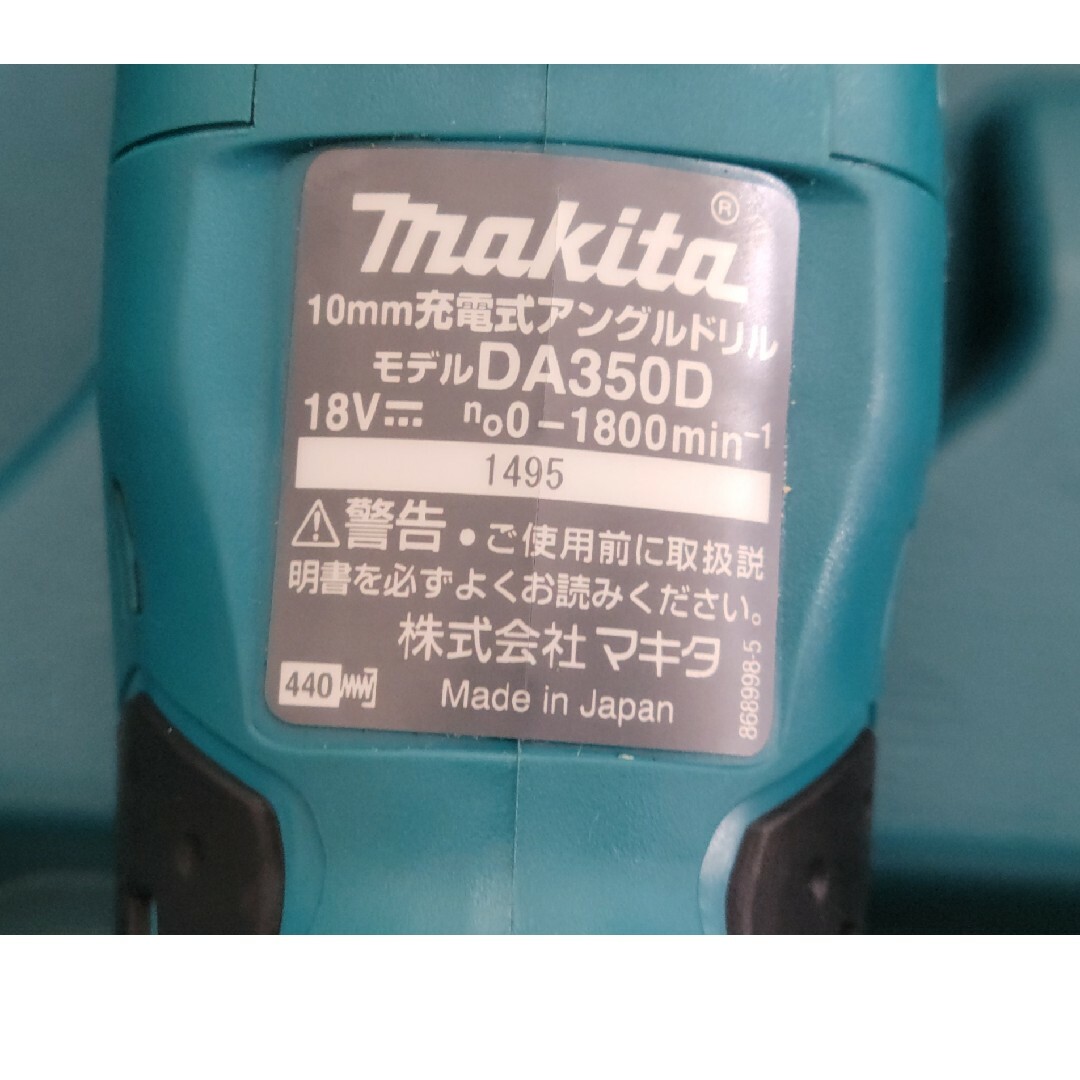 makita®
10mm充電式アングルドリル
モデルDA350D
18V⎓ n₀0-1800min⁻¹
1495
⚠警告・ご使用前に取扱説
明書を必ずよくお読みください。
株式会社マキタ
440
Made in Japan
868998-5